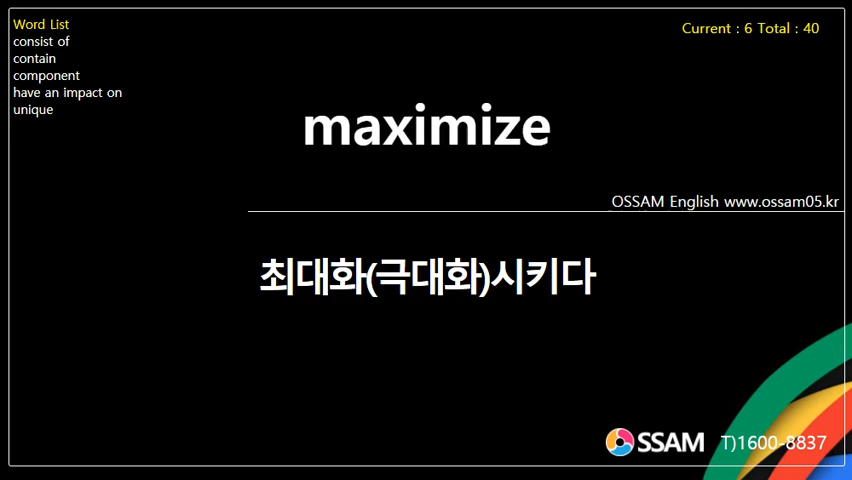 Word List
consist of
contain
component
have an impact on
unique
Current : 6 Total : 40
maximize
OSSAM English www.ossam05.kr
최대화(극대화)시키다
OSSAM T)1600-8837